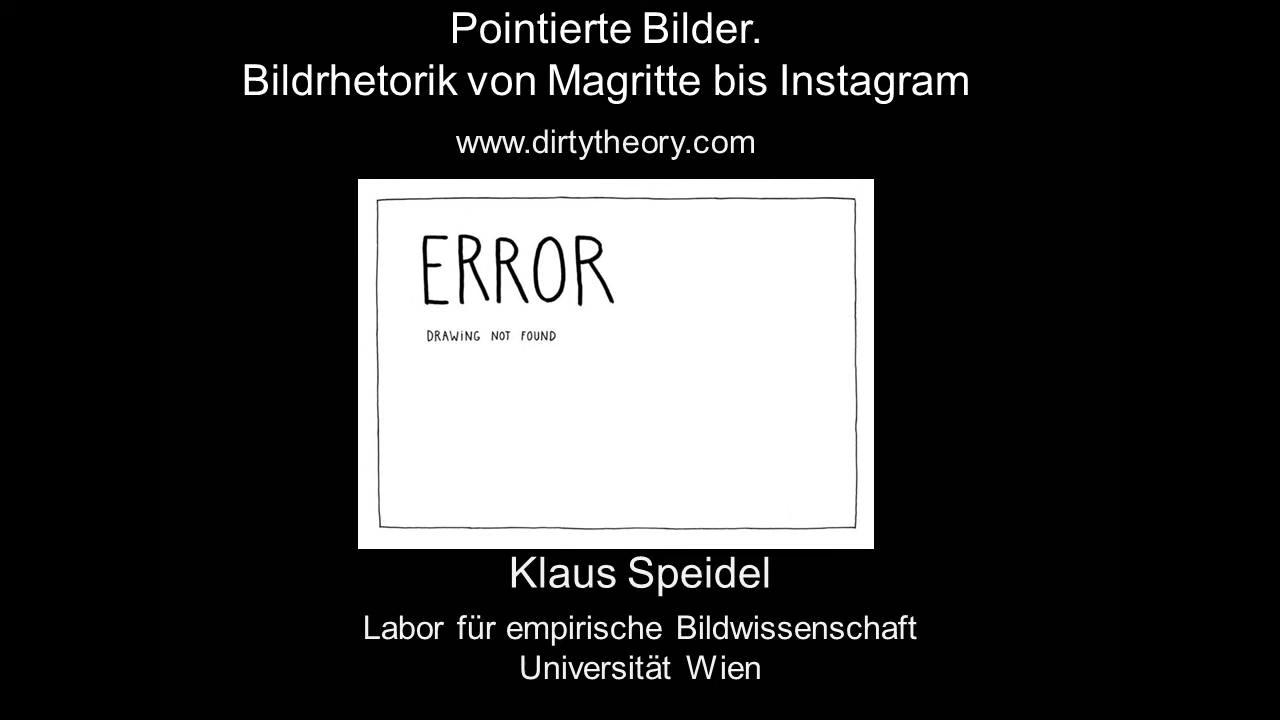 Pointierte Bilder.
Bildrhetorik von Magritte bis Instagram
www.dirtytheory.com
ERROR
DRAWiNG NOT FOUND
Klaus Speidel
Labor für empirische Bildwissenschaft
Universität Wien